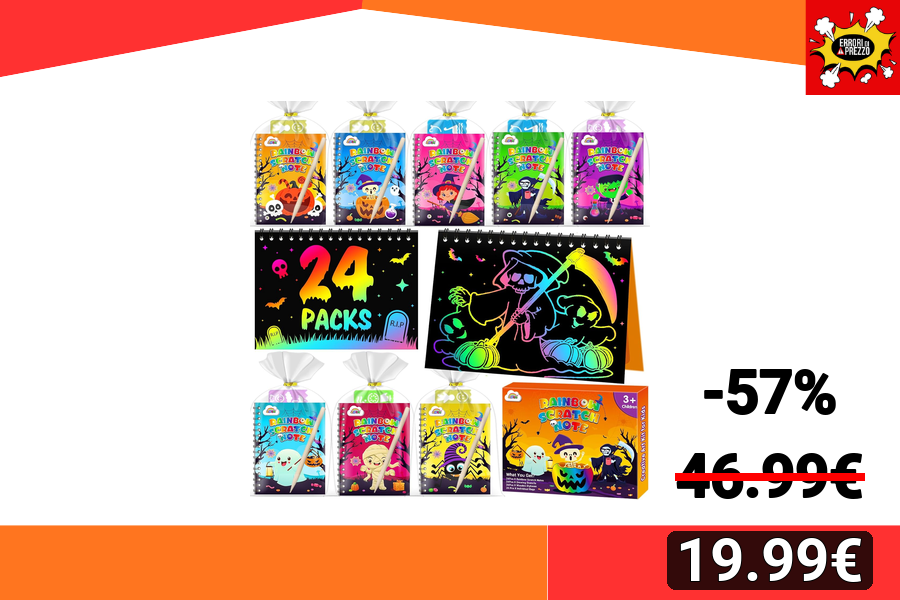 ERRORI DI
PREZZO
RAINBOW
SCRATCH
NOTE
RAINBOW
SCRATCH
NOTE
RAINBOW
SCRATCH
NOTE
RAINBOW
SCRATCH
NOTE
RAINBOW
SCRATCH
NOTE
24
PACKS
R.I.P
R.I.P
RAINBOW
SCRATCH
NOTE
RAINBOW
SCRATCH
NOTE
RAINBOW
SCRATCH
NOTE
RAINBOW
SCRATCH
NOTE
3+
Children
What You Get
-57%
46.99€
19.99€